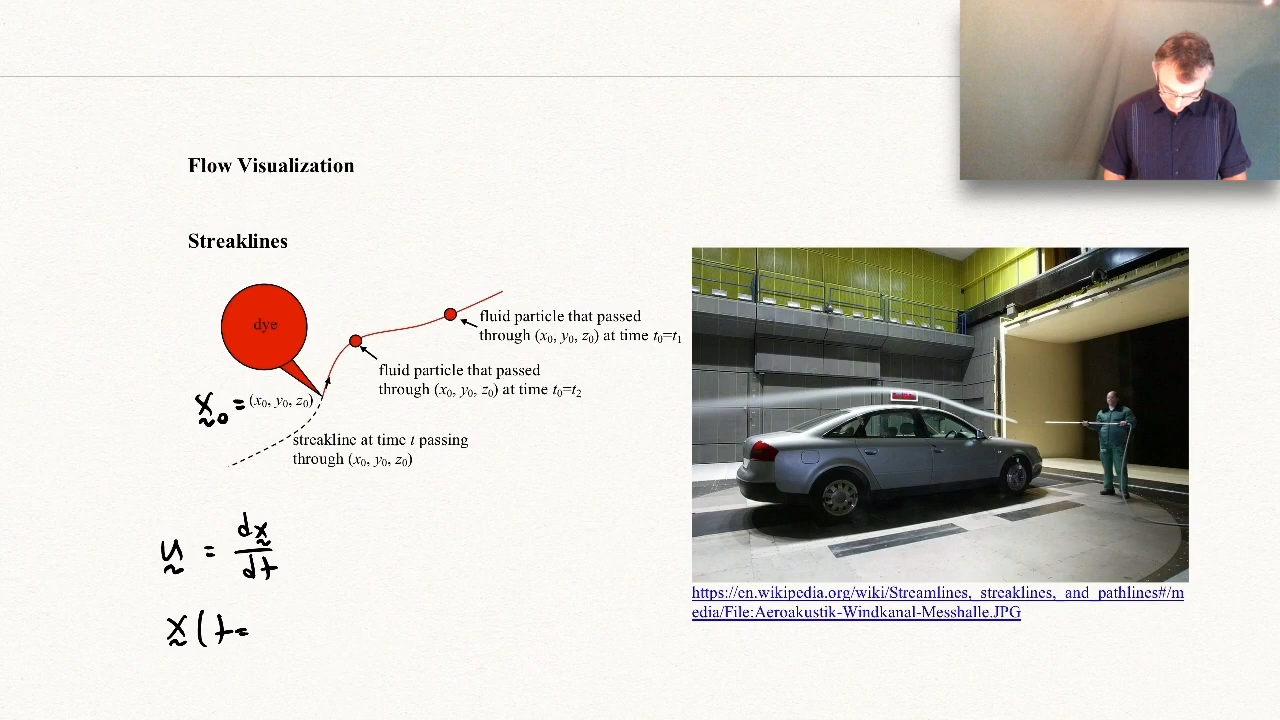 Flow Visualization
Streaklines
dye
fluid particle that passed
through (x₀, y₀, z₀) at time t₀=t₁
fluid particle that passed
through (x₀, y₀, z₀) at time t₀=t₂
x₀ = (x₀, y₀, z₀)
streakline at time t passing
through (x₀, y₀, z₀)
u = dx/dt
x(t=
https://en.wikipedia.org/wiki/Streamlines,_streaklines,_and_pathlines#/m
edia/File:Aeroakustik-Windkanal-Messhalle.JPG